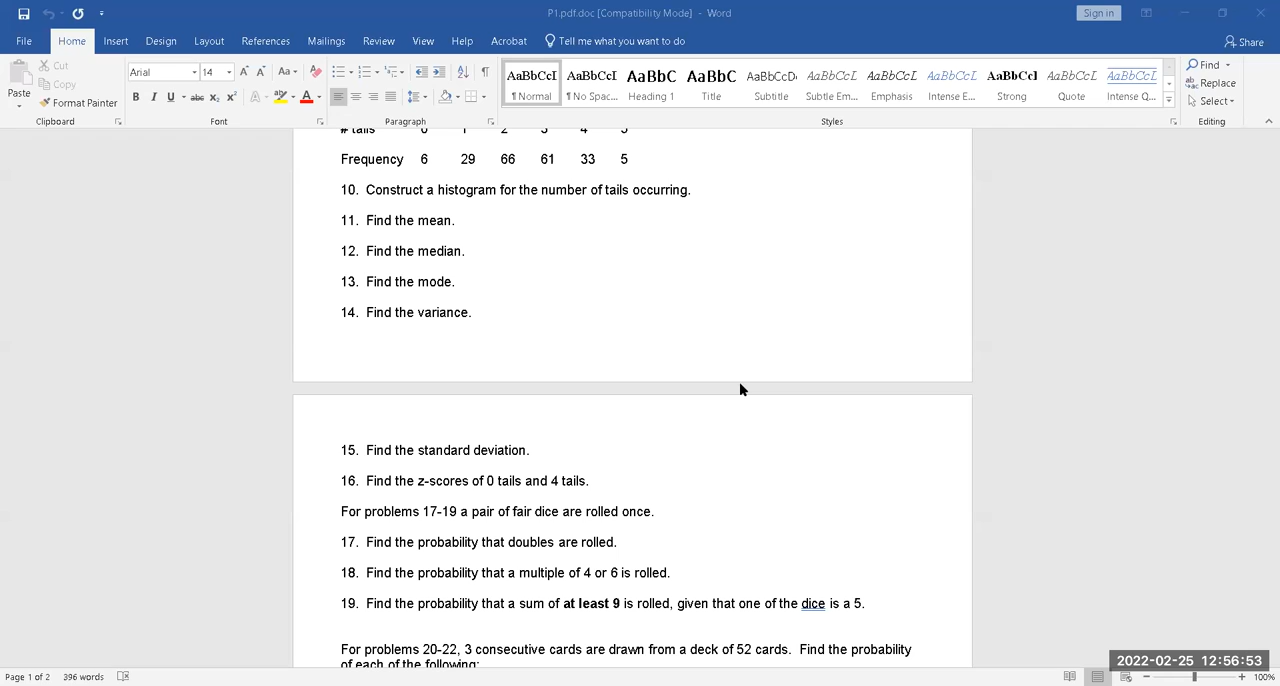 P1.pdf.doc [Compatibility Mode] - Word
Sign in
File Home Insert Design Layout References Mailings Review View Help Acrobat Tell me what you want to do Share
Paste Cut Copy Format Painter
Clipboard
Arial 14
Font
Paragraph
AaBbCcI AaBbCcI AaBbC AaBbC AaBbCcD AaBbCcL AaBbCcL AaBbCcL AaBbCcI AaBbCcL AaBbCcL
¶ Normal ¶ No Spac... Heading 1 Title Subtitle Subtle Em... Emphasis Intense E... Strong Quote Intense Q...
Styles
Find
Replace
Select
Editing
# tails 0 1 2 3 4 5
Frequency 6 29 66 61 33 5
10. Construct a histogram for the number of tails occurring.
11. Find the mean.
12. Find the median.
13. Find the mode.
14. Find the variance.
15. Find the standard deviation.
16. Find the z-scores of 0 tails and 4 tails.
For problems 17-19 a pair of fair dice are rolled once.
17. Find the probability that doubles are rolled.
18. Find the probability that a multiple of 4 or 6 is rolled.
19. Find the probability that a sum of at least 9 is rolled, given that one of the dice is a 5.
For problems 20-22, 3 consecutive cards are drawn from a deck of 52 cards. Find the probability
of each of the following:
2022-02-25 12:56:53
Page 1 of 2 396 words 100%